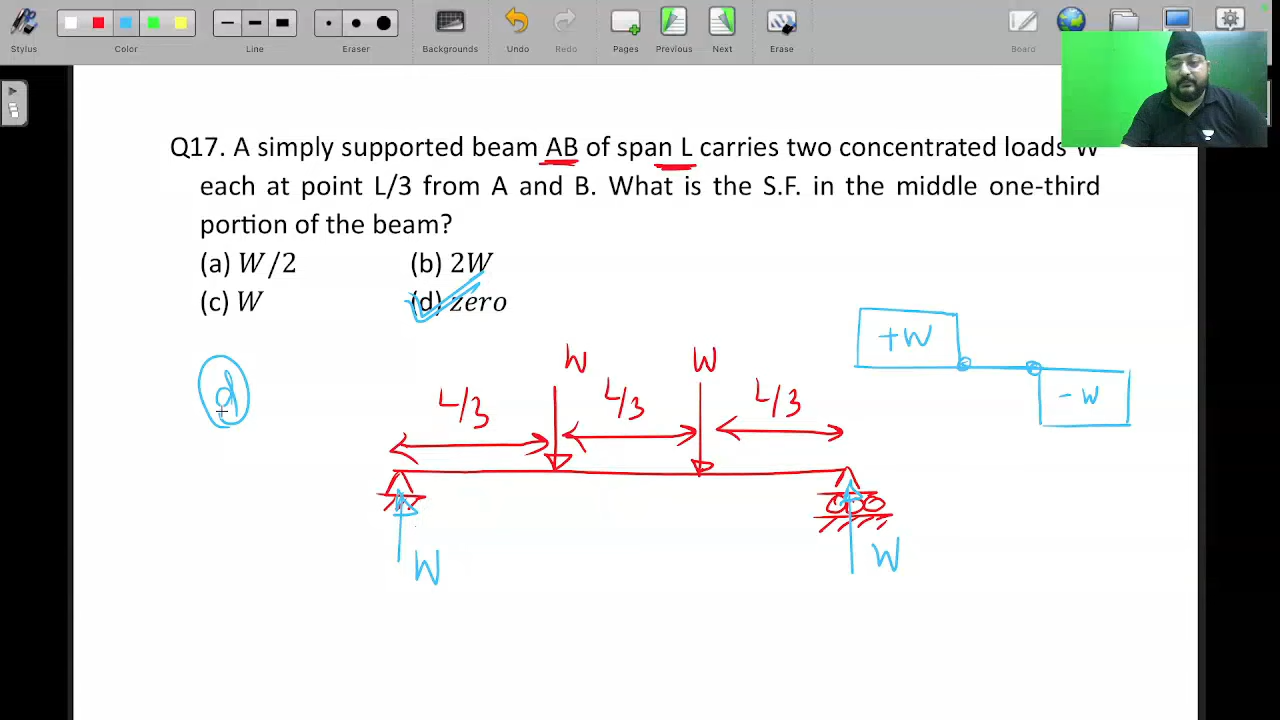 Stylus Color Line Eraser Backgrounds Undo Redo Pages Previous Next Erase Board
Q17. A simply supported beam AB of span L carries two concentrated loads W
each at point L/3 from A and B. What is the S.F. in the middle one-third
portion of the beam?
(a) W/2 (b) 2W
(c) W (d) zero
+W
- W
d
W W
L/3 L/3 L/3
W W